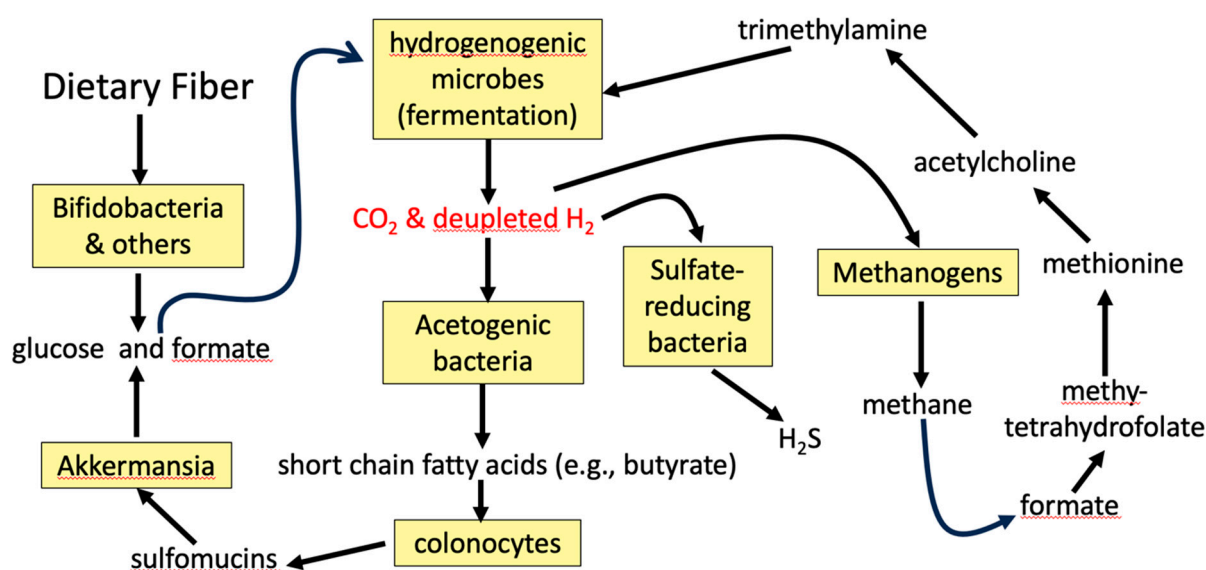 Dietary Fiber
Bifidobacteria
& others
glucose and formate
Akkermansia
sulfomucins
hydrogenogenic
microbes
(fermentation)
CO₂ & deupleted H₂
Acetogenic
bacteria
short chain fatty acids (e.g., butyrate)
colonocytes
Sulfate-
reducing
bacteria
H₂S
Methanogens
methane
formate
methy-
tetrahydrofolate
methionine
acetylcholine
trimethylamine